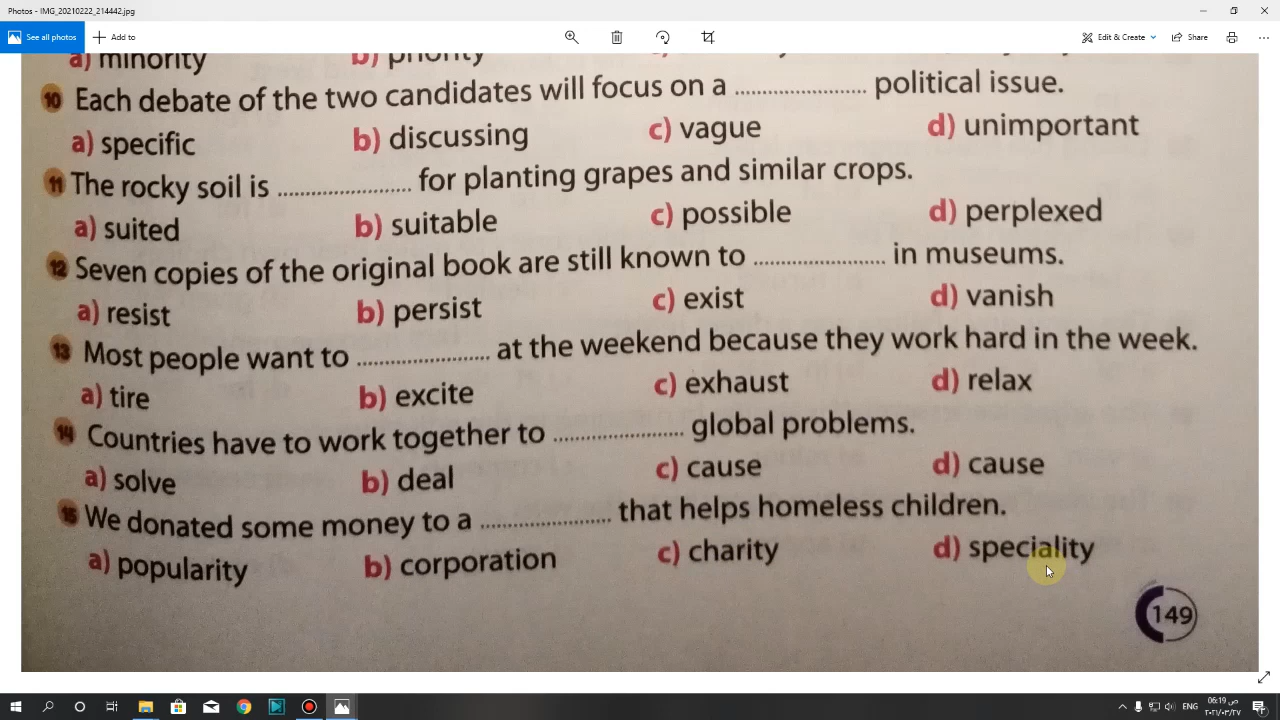 Photos - IMG_20210222_214442.jpg
See all photos Add to Edit & Create Share
a) minority b) priority
10 Each debate of the two candidates will focus on a ..................... political issue.
a) specific b) discussing c) vague d) unimportant
11 The rocky soil is ..................... for planting grapes and similar crops.
a) suited b) suitable c) possible d) perplexed
12 Seven copies of the original book are still known to ..................... in museums.
a) resist b) persist c) exist d) vanish
13 Most people want to ..................... at the weekend because they work hard in the week.
a) tire b) excite c) exhaust d) relax
14 Countries have to work together to ..................... global problems.
a) solve b) deal c) cause d) cause
15 We donated some money to a ..................... that helps homeless children.
a) popularity b) corporation c) charity d) speciality
149
ENG 06:19 ص